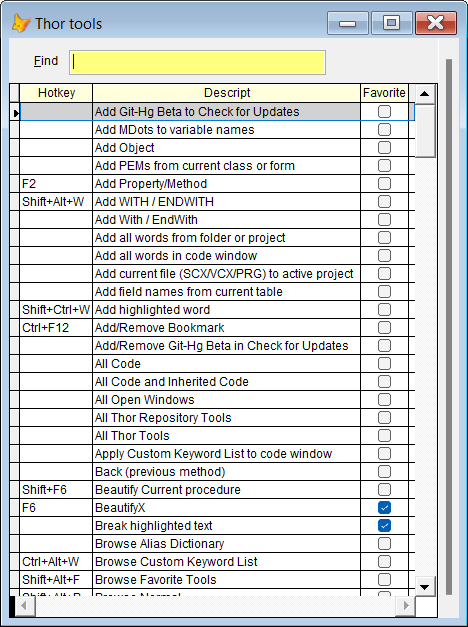 Thor tools
Find
Hotkey Descript Favorite
Add Git-Hg Beta to Check for Updates
Add MDots to variable names
Add Object
Add PEMs from current class or form
F2 Add Property/Method
Shift+Alt+W Add WITH / ENDWITH
Add With / EndWith
Add all words from folder or project
Add all words in code window
Add current file (SCX/VCX/PRG) to active project
Add field names from current table
Shift+Ctrl+W Add highlighted word
Ctrl+F12 Add/Remove Bookmark
Add/Remove Git-Hg Beta in Check for Updates
All Code
All Code and Inherited Code
All Open Windows
All Thor Repository Tools
All Thor Tools
Apply Custom Keyword List to code window
Back (previous method)
Shift+F6 Beautify Current procedure
F6 BeautifyX
Break highlighted text
Browse Alias Dictionary
Ctrl+Alt+W Browse Custom Keyword List
Shift+Alt+F Browse Favorite Tools
Browse Normal